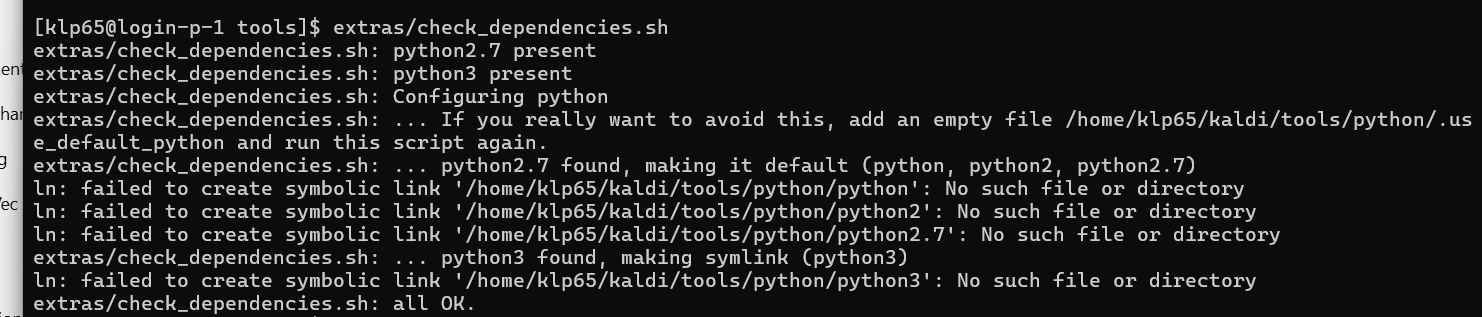 [klp65@login-p-1 tools]$ extras/check_dependencies.sh
extras/check_dependencies.sh: python2.7 present
extras/check_dependencies.sh: python3 present
extras/check_dependencies.sh: Configuring python
extras/check_dependencies.sh: ... If you really want to avoid this, add an empty file /home/klp65/kaldi/tools/python/.us
e_default_python and run this script again.
extras/check_dependencies.sh: ... python2.7 found, making it default (python, python2, python2.7)
ln: failed to create symbolic link '/home/klp65/kaldi/tools/python/python': No such file or directory
ln: failed to create symbolic link '/home/klp65/kaldi/tools/python/python2': No such file or directory
ln: failed to create symbolic link '/home/klp65/kaldi/tools/python/python2.7': No such file or directory
extras/check_dependencies.sh: ... python3 found, making symlink (python3)
ln: failed to create symbolic link '/home/klp65/kaldi/tools/python/python3': No such file or directory
extras/check_dependencies.sh: all OK.